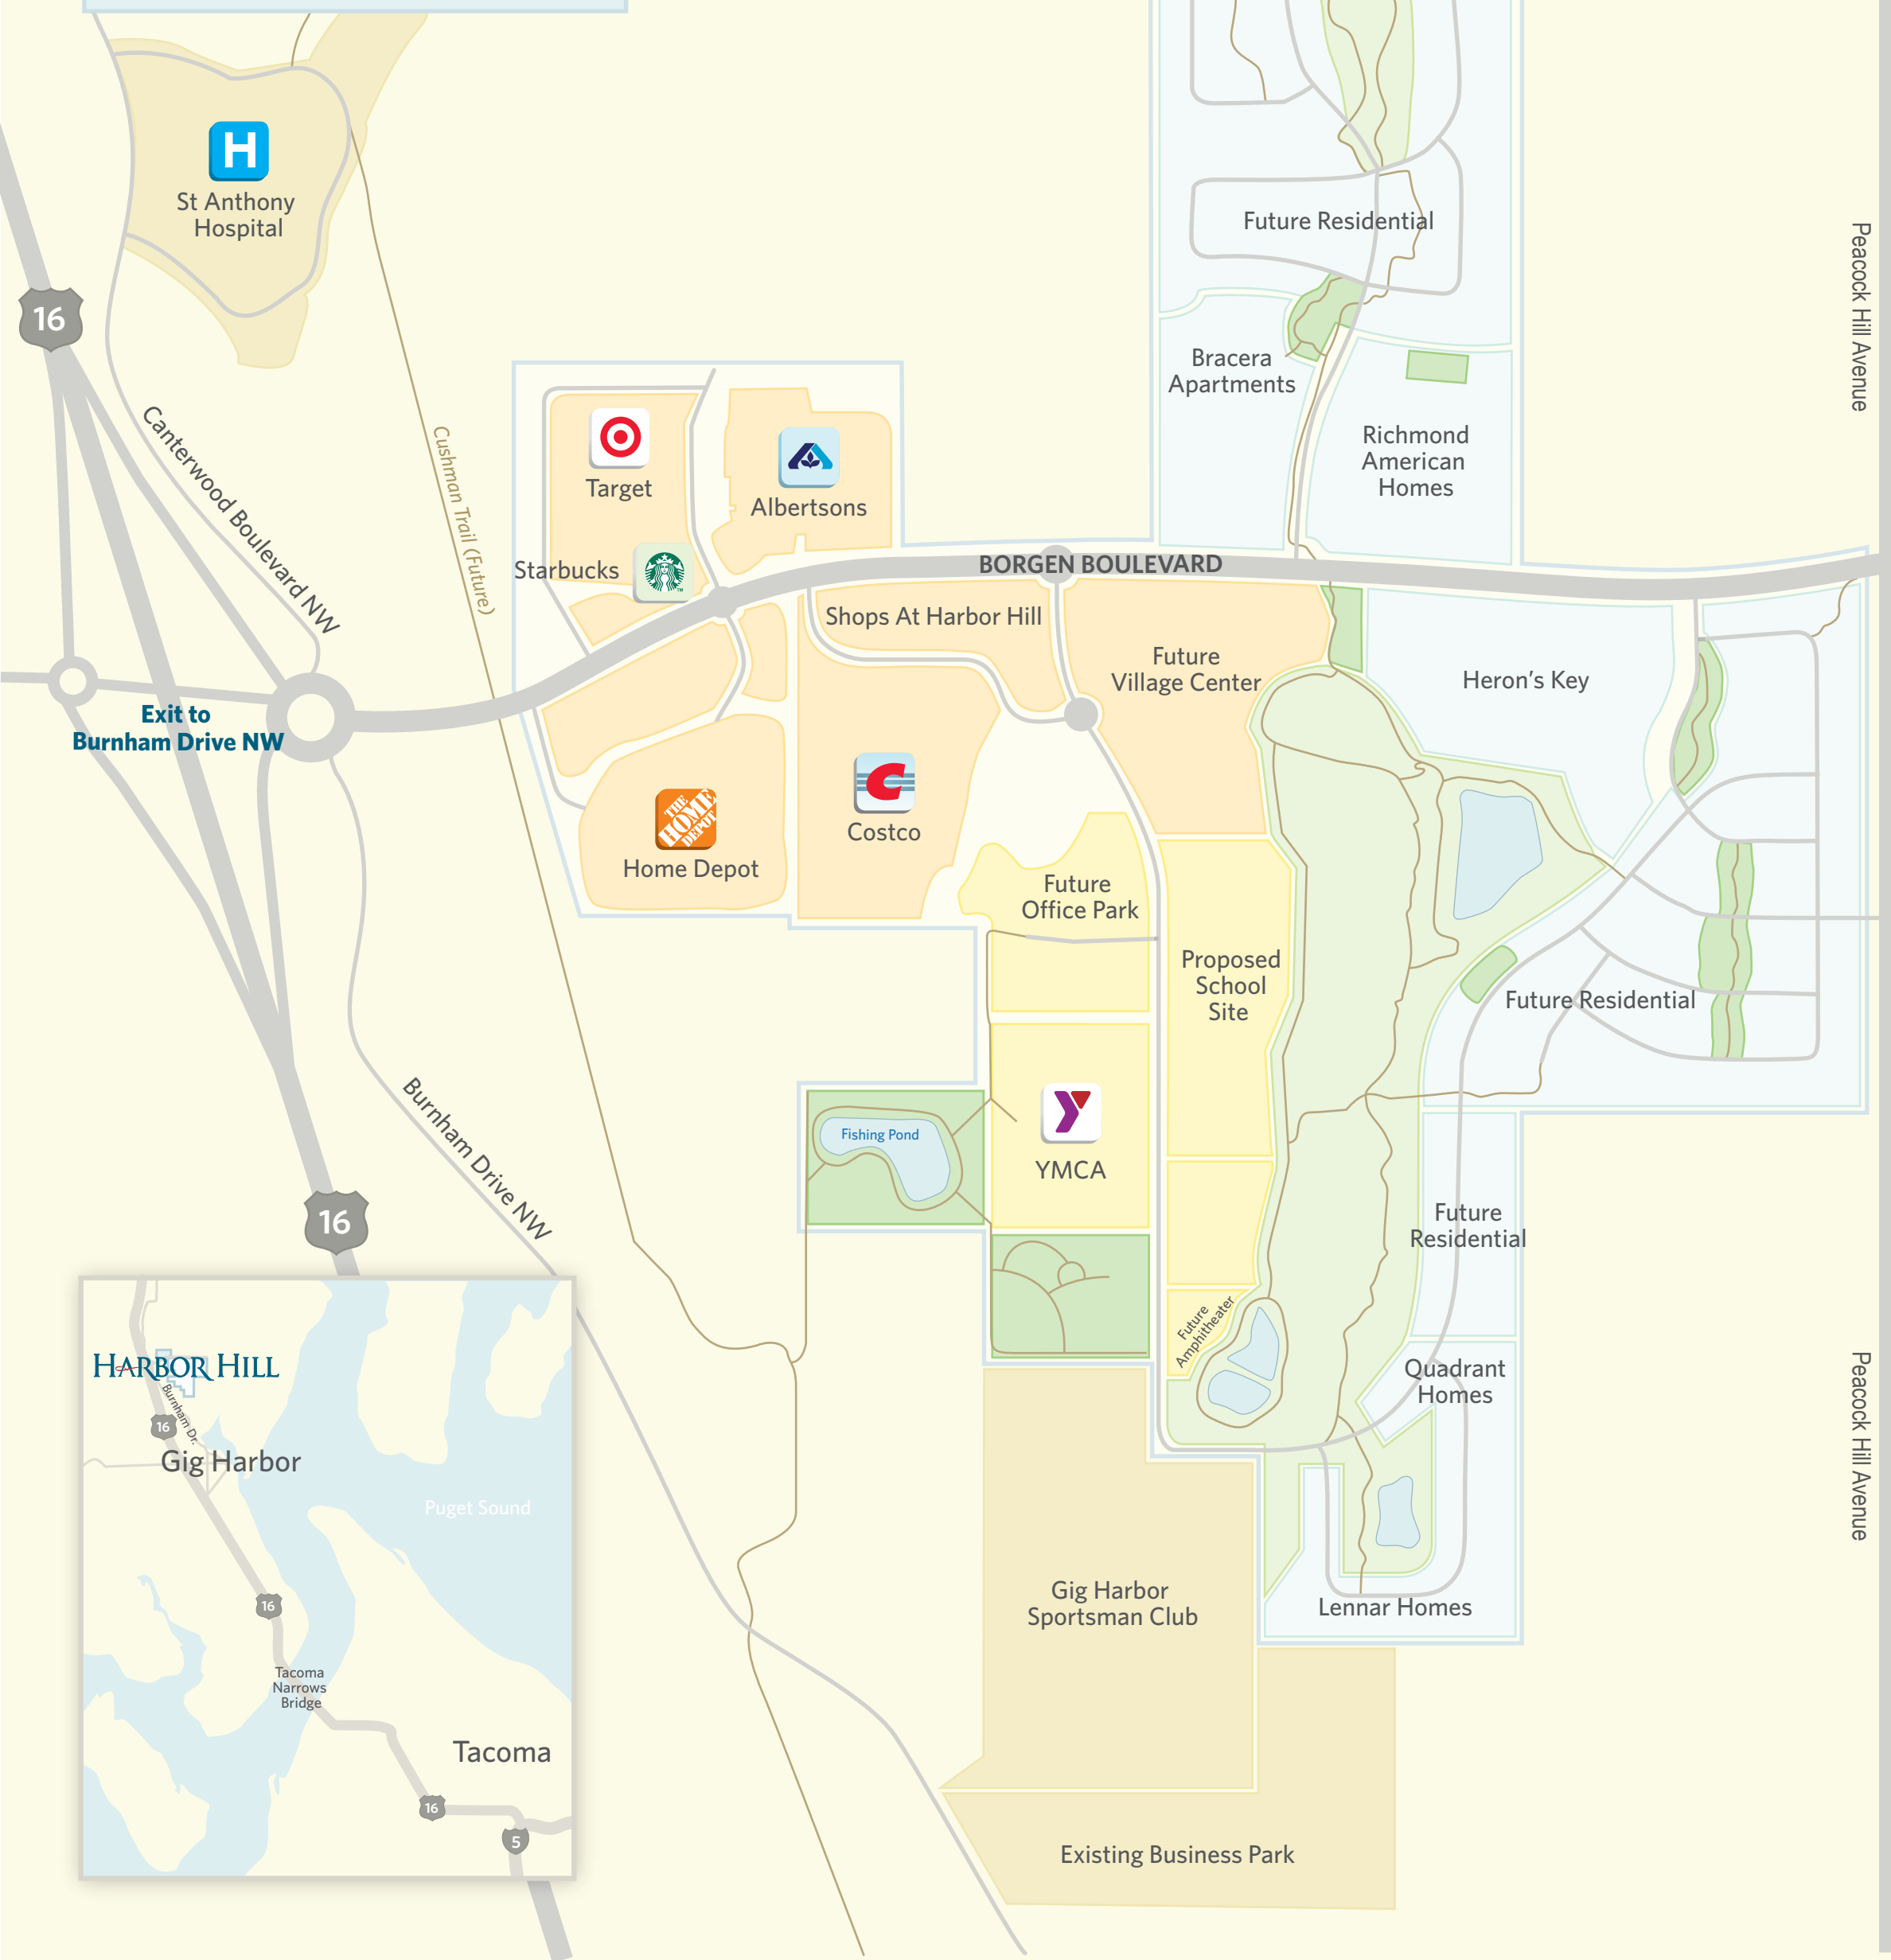 H
St Anthony
Hospital
Future Residential
Peacock Hill Avenue
16
Bracera
Apartments
Richmond
American
Homes
Canterwood Boulevard NW
Cushman Trail (Future)
Target
Albertsons
Starbucks
BORGEN BOULEVARD
Shops At Harbor Hill
Future
Village Center
Heron's Key
Exit to
Burnham Drive NW
THE
HOME
DEPOT
Home Depot
Costco
Future
Office Park
Proposed
School
Site
Future Residential
Burnham Drive NW
Fishing Pond
YMCA
16
Future
Residential
Future
Amphitheater
Quadrant
Homes
Peacock Hill Avenue
HARBOR HILL
Burnham Dr.
16
Gig Harbor
Puget Sound
16
Tacoma
Narrows
Bridge
Tacoma
16
5
Gig Harbor
Sportsman Club
Lennar Homes
Existing Business Park